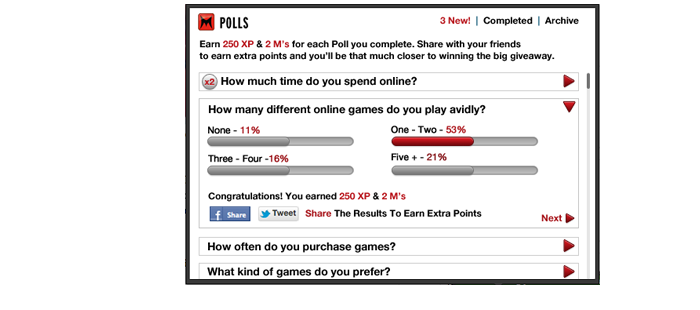 POLLS
3 New! | Completed | Archive
Earn 250 XP & 2 M's for each Poll you complete. Share with your friends
to earn extra points and you'll be that much closer to winning the big giveaway.
x2 How much time do you spend online?
How many different online games do you play avidly?
None - 11%
One - Two - 53%
Three - Four -16%
Five + - 21%
Congratulations! You earned 250 XP & 2 M's
f Share
Tweet
Share The Results To Earn Extra Points
Next
How often do you purchase games?
What kind of games do you prefer?